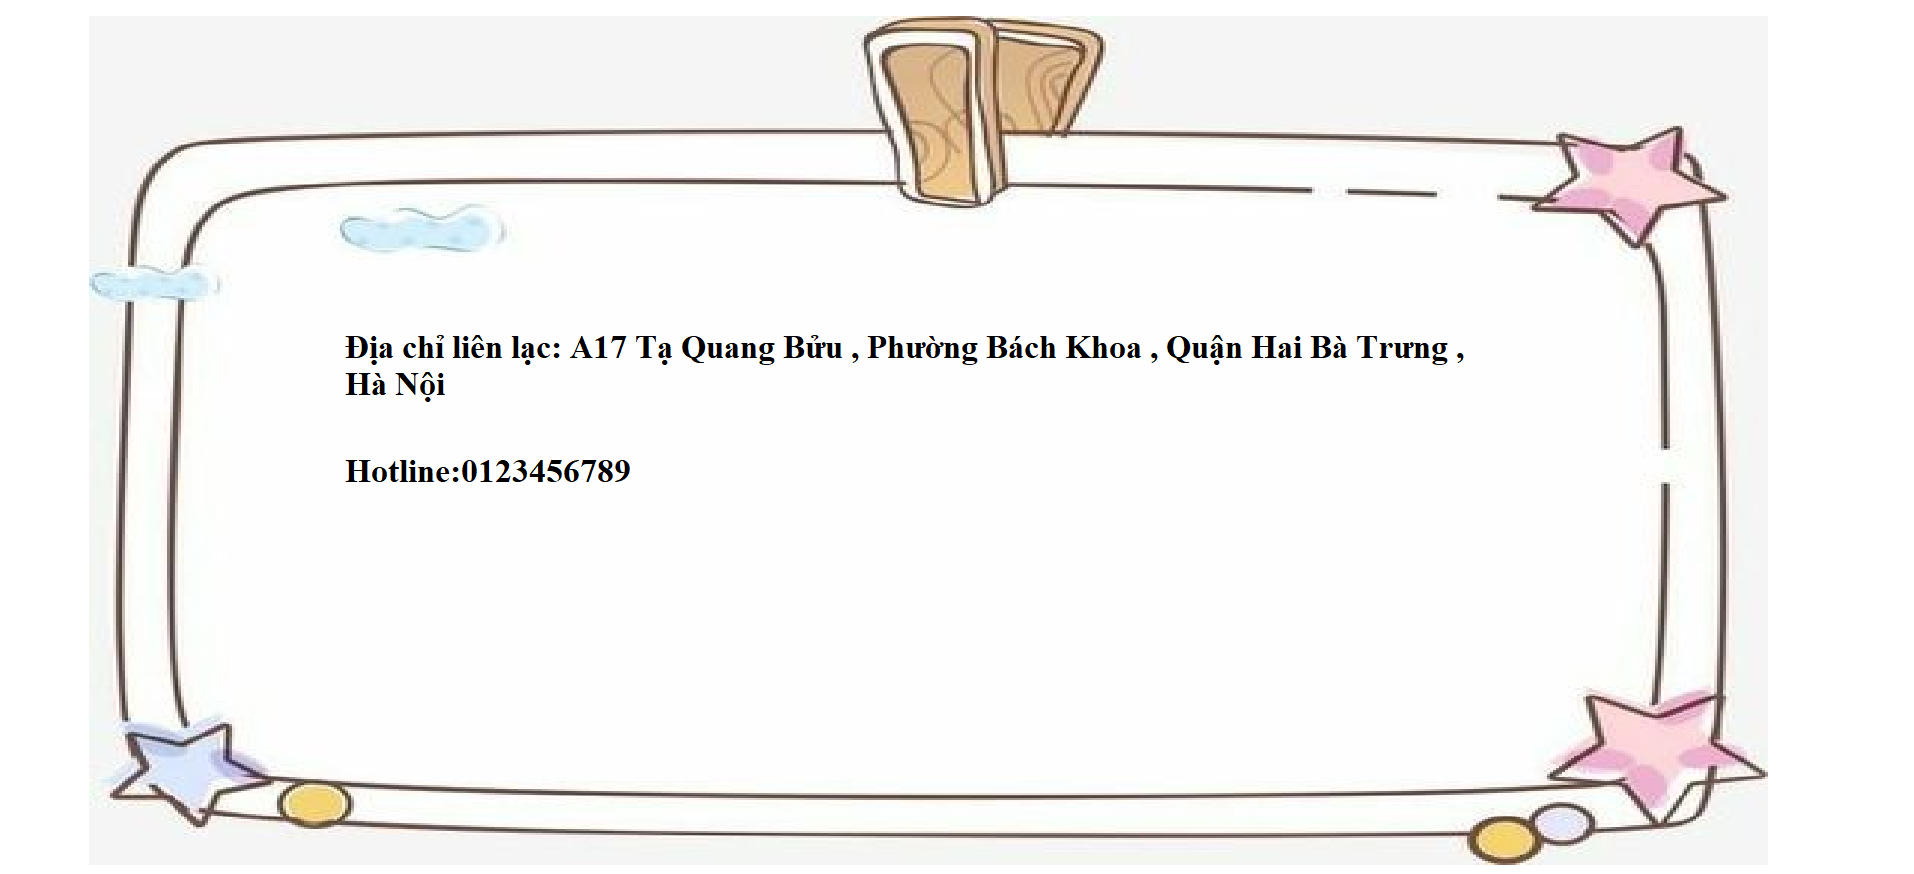 Địa chỉ liên lạc: A17 Tạ Quang Bửu , Phường Bách Khoa , Quận Hai Bà Trưng ,
Hà Nội
Hotline:0123456789